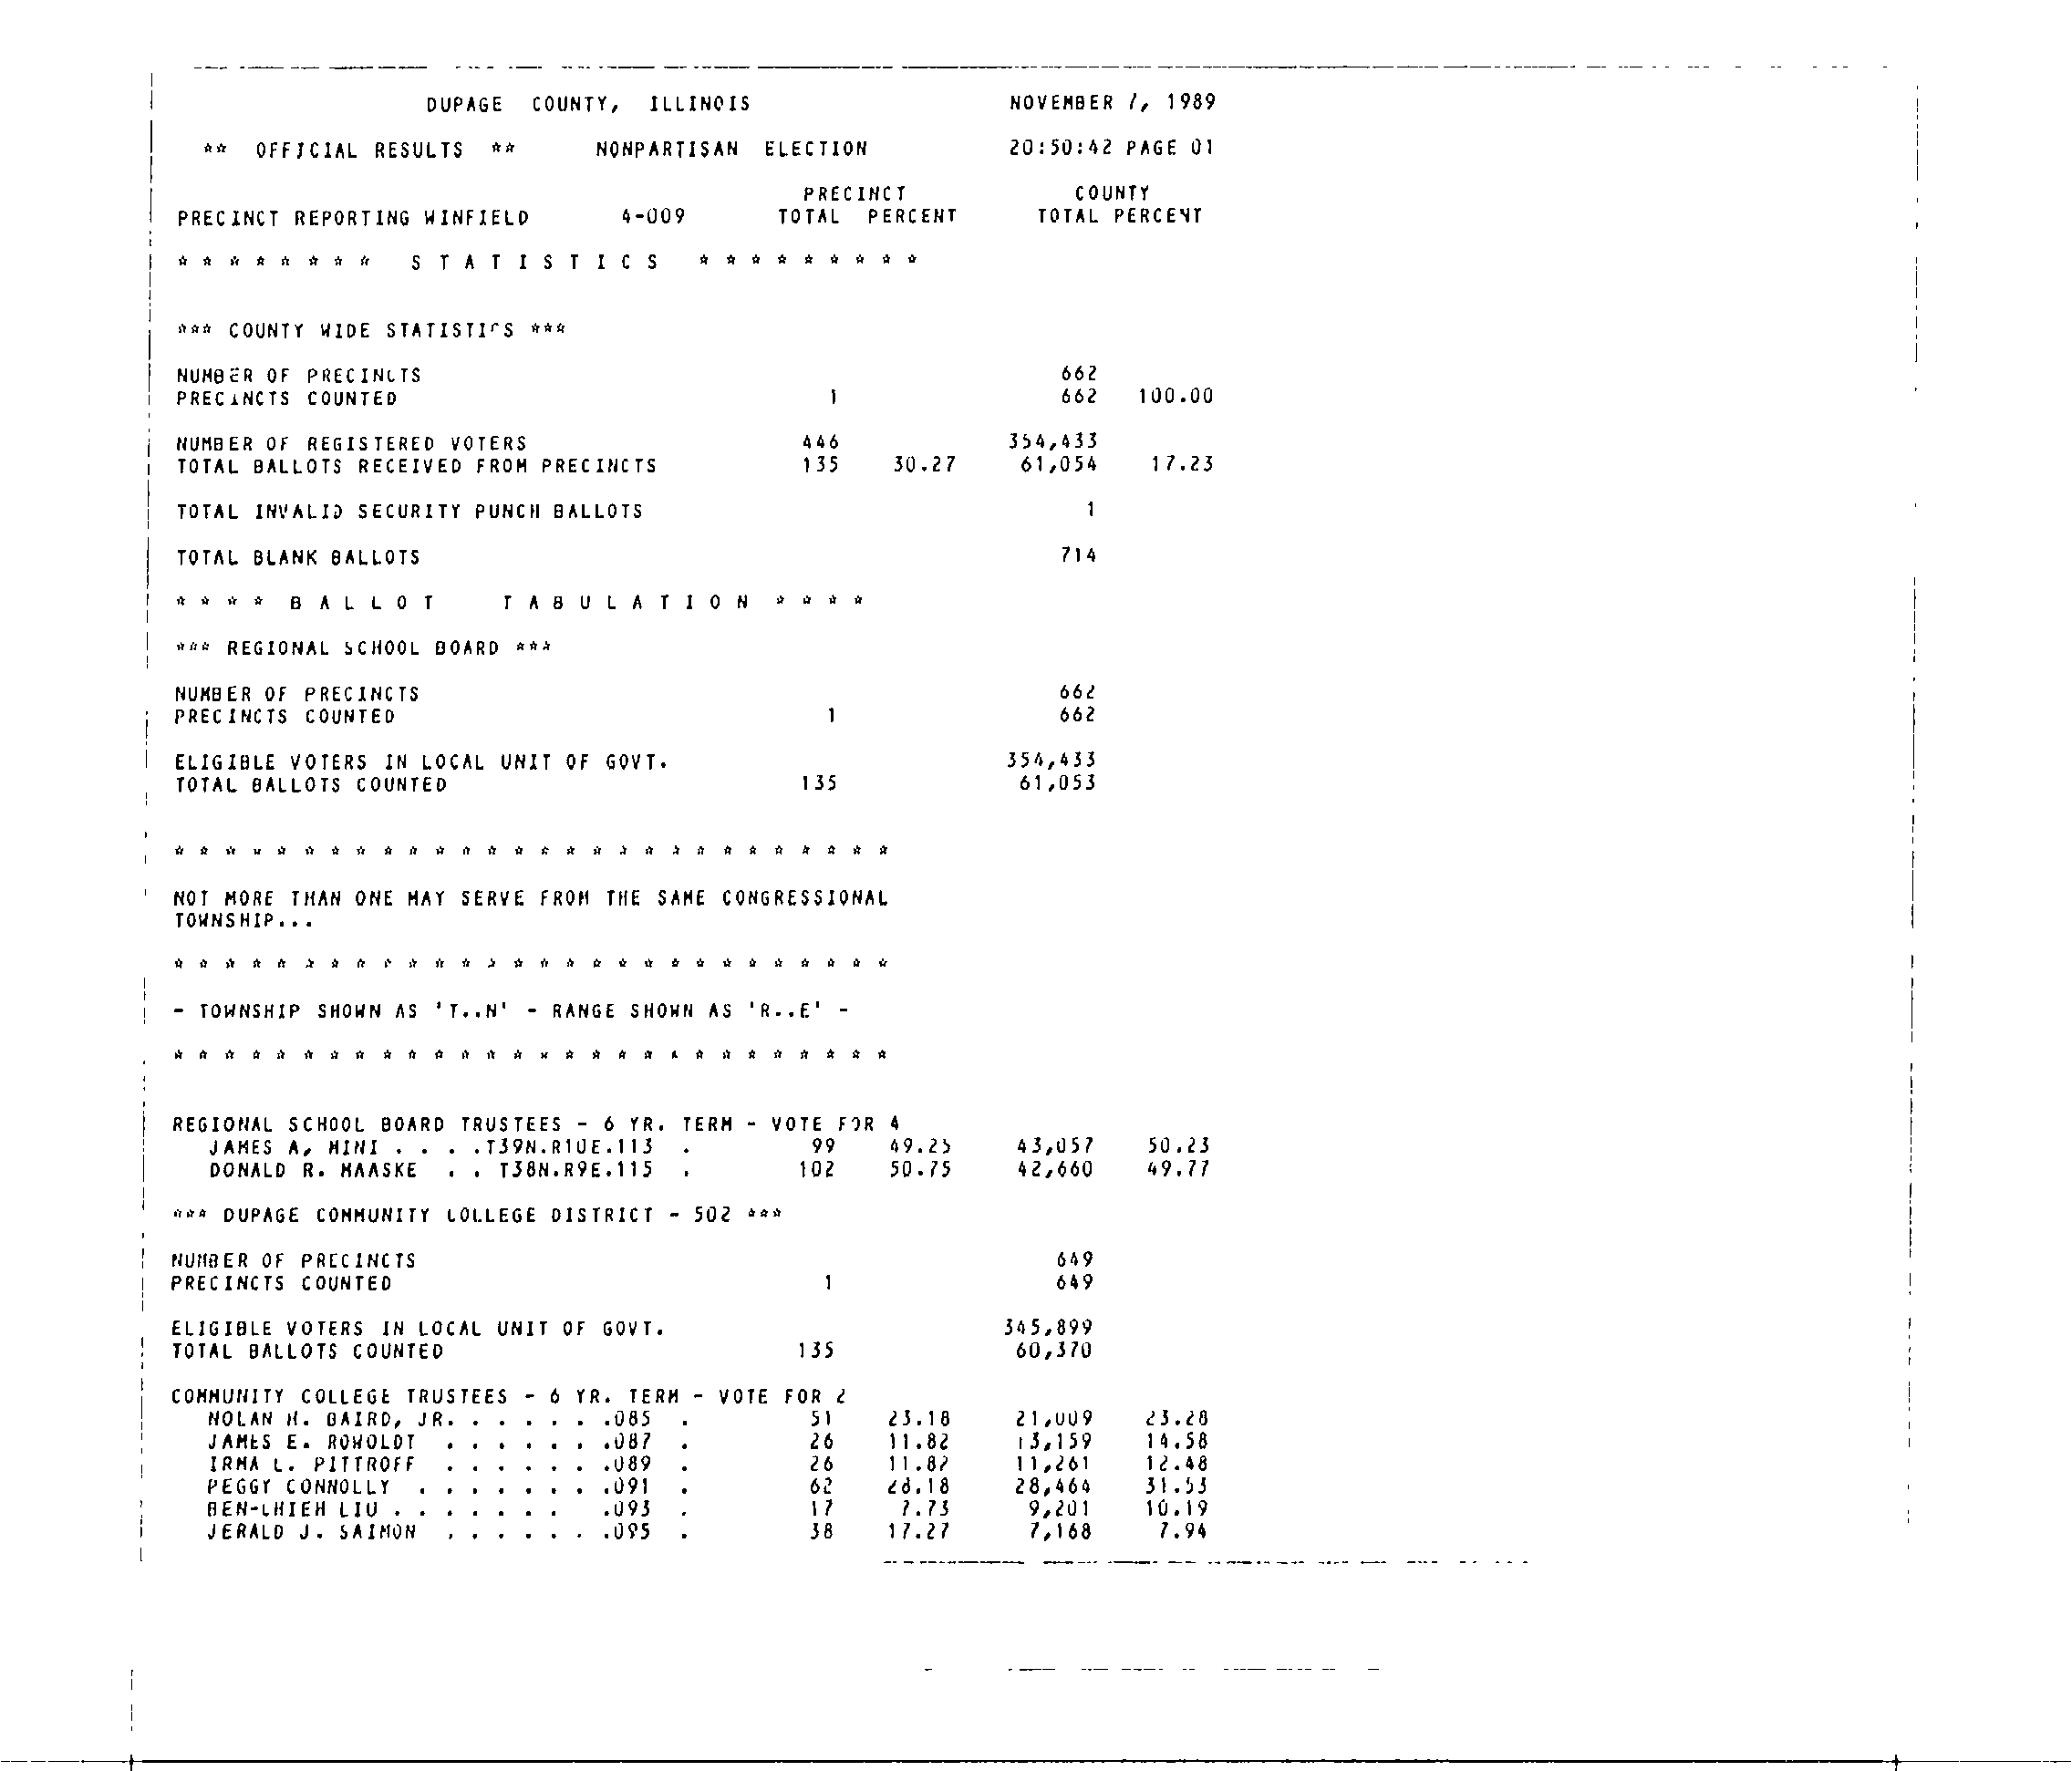 DUPAGE COUNTY, ILLINOIS NOVEMBER 7, 1989
** OFFICIAL RESULTS ** NONPARTISAN ELECTION 20:50:42 PAGE 01
PRECINCT COUNTY
PRECINCT REPORTING WINFIELD 4-009 TOTAL PERCENT TOTAL PERCENT
* * * * * * * * S T A T I S T I C S * * * * * * * * *
*** COUNTY WIDE STATISTICS ***
NUMBER OF PRECINCTS 662
PRECINCTS COUNTED 1 662 100.00
NUMBER OF REGISTERED VOTERS 446 354,433
TOTAL BALLOTS RECEIVED FROM PRECINCTS 135 30.27 61,054 17.23
TOTAL INVALID SECURITY PUNCH BALLOTS 1
TOTAL BLANK BALLOTS 714
* * * * B A L L O T T A B U L A T I O N * * * *
*** REGIONAL SCHOOL BOARD ***
NUMBER OF PRECINCTS 662
PRECINCTS COUNTED 1 662
ELIGIBLE VOTERS IN LOCAL UNIT OF GOVT. 354,433
TOTAL BALLOTS COUNTED 135 61,053
* * * * * * * * * * * * * * * * * * * * * * * * * * * *
NOT MORE THAN ONE MAY SERVE FROM THE SAME CONGRESSIONAL
TOWNSHIP...
* * * * * * * * * * * * * * * * * * * * * * * * * * * *
- TOWNSHIP SHOWN AS 'T..N' - RANGE SHOWN AS 'R..E' -
* * * * * * * * * * * * * * * * * * * * * * * * * * * *
REGIONAL SCHOOL BOARD TRUSTEES - 6 YR. TERM - VOTE FOR 4
JAMES A. MINI . . . .T39N.R10E.113 . 99 49.25 43,057 50.23
DONALD R. MAASKE . . T38N.R9E.115 . 102 50.75 42,660 49.77
*** DUPAGE COMMUNITY COLLEGE DISTRICT - 502 ***
NUMBER OF PRECINCTS 649
PRECINCTS COUNTED 1 649
ELIGIBLE VOTERS IN LOCAL UNIT OF GOVT. 345,899
TOTAL BALLOTS COUNTED 135 60,370
COMMUNITY COLLEGE TRUSTEES - 6 YR. TERM - VOTE FOR 2
NOLAN H. BAIRD, JR. . . . . . .085 . 51 23.18 21,009 23.28
JAMES E. ROWOLDT . . . . . . .087 . 26 11.82 13,159 14.58
IRMA L. PITTROFF . . . . . . .089 . 26 11.82 11,261 12.48
PEGGY CONNOLLY . . . . . . . .091 . 62 28.18 28,464 31.53
BEN-CHIEH LIU . . . . . . . .093 . 17 7.73 9,201 10.19
JERALD J. SAIMON . . . . . . .095 . 38 17.27 7,168 7.94